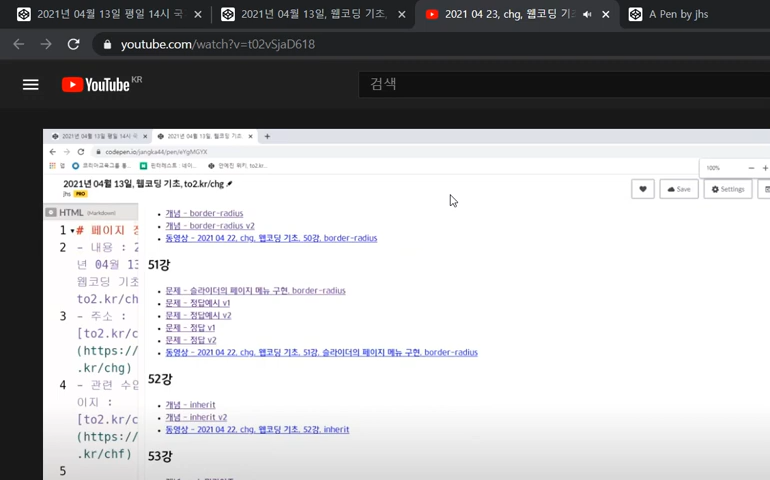 2021년 04월 13일 평일 14시 국
2021년 04월 13일, 웹코딩 기초,
2021 04 23, chg, 웹코딩 기초
A Pen by jhs
youtube.com/watch?v=t02vSjaD618
YouTube KR
검색
2021년 04월 13일 평일 14시 국
2021년 04월 13일, 웹코딩 기초,
codepen.io/jangka44/pen/eYgMGYX
앱
100%
2021년 04월 13일, 웹코딩 기초, to2.kr/chg
jhs PRO
Save
Settings
HTML (Markdown)
1 # 페이지 정
2 - 내용 : 2
년 04월 13
웹코딩 기초
to2.kr/ch
3 - 주소 :
[to2.kr/c
(https://
.kr/chg)
4 - 관련 수업
이지 :
[to2.kr/c
(https://
.kr/chf)
5
개념 - border-radius
개념 - border-radius v2
동영상 - 2021 04 22, chg, 웹코딩 기초, 50강, border-radius
51강
문제 - 슬라이더의 페이지 메뉴 구현, border-radius
문제 - 정답예시 v1
문제 - 정답예시 v2
문제 - 정답 v1
문제 - 정답 v2
동영상 - 2021 04 22, chg, 웹코딩 기초, 51강, 슬라이더의 페이지 메뉴 구현, border-radius
52강
개념 - inherit
개념 - inherit v2
동영상 - 2021 04 22, chg, 웹코딩 기초, 52강, inherit
53강